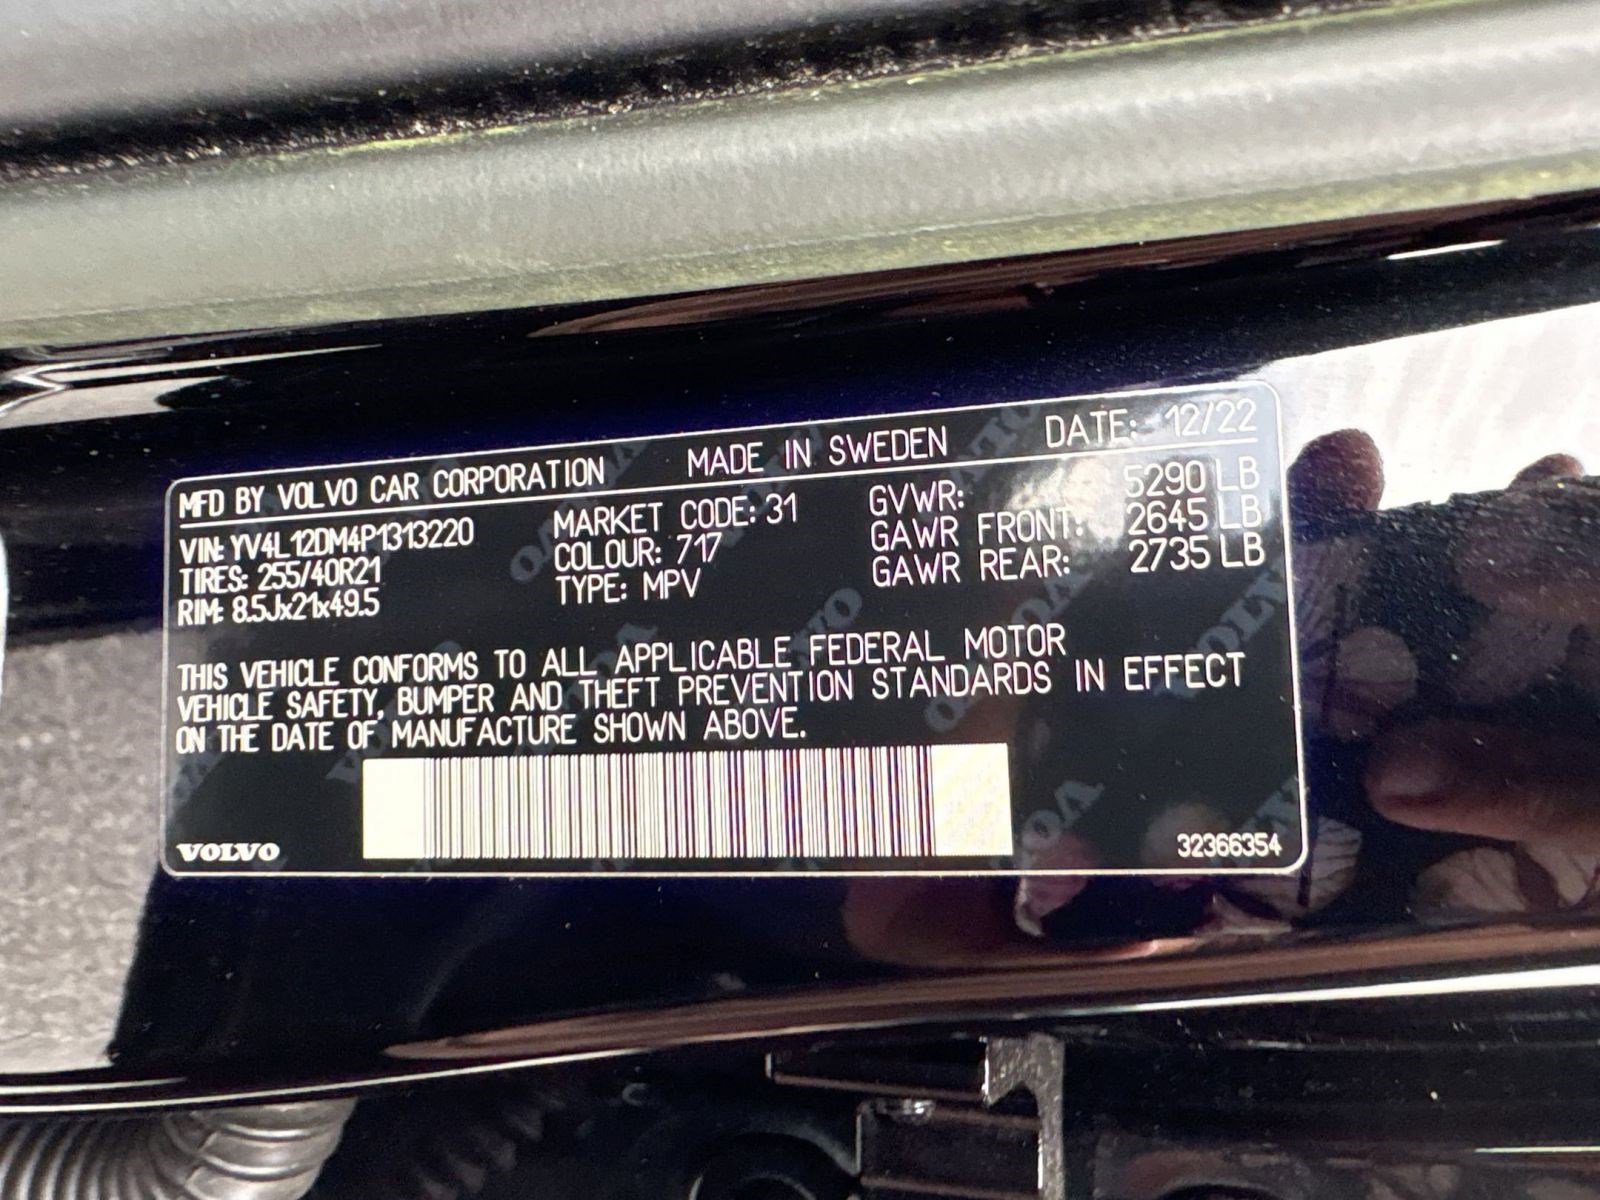 MFD BY VOLVO CAR CORPORATION MADE IN SWEDEN DATE: 12/22
VIN: YV4L12DM4P1313220 MARKET CODE: 31 GVWR: 5290 LB
TIRES: 255/40R21 COLOUR: 717 GAWR FRONT: 2645 LB
RIM: 8.5Jx21x49.5 TYPE: MPV GAWR REAR: 2735 LB
THIS VEHICLE CONFORMS TO ALL APPLICABLE FEDERAL MOTOR
VEHICLE SAFETY, BUMPER AND THEFT PREVENTION STANDARDS IN EFFECT
ON THE DATE OF MANUFACTURE SHOWN ABOVE.
VOLVO 32366354